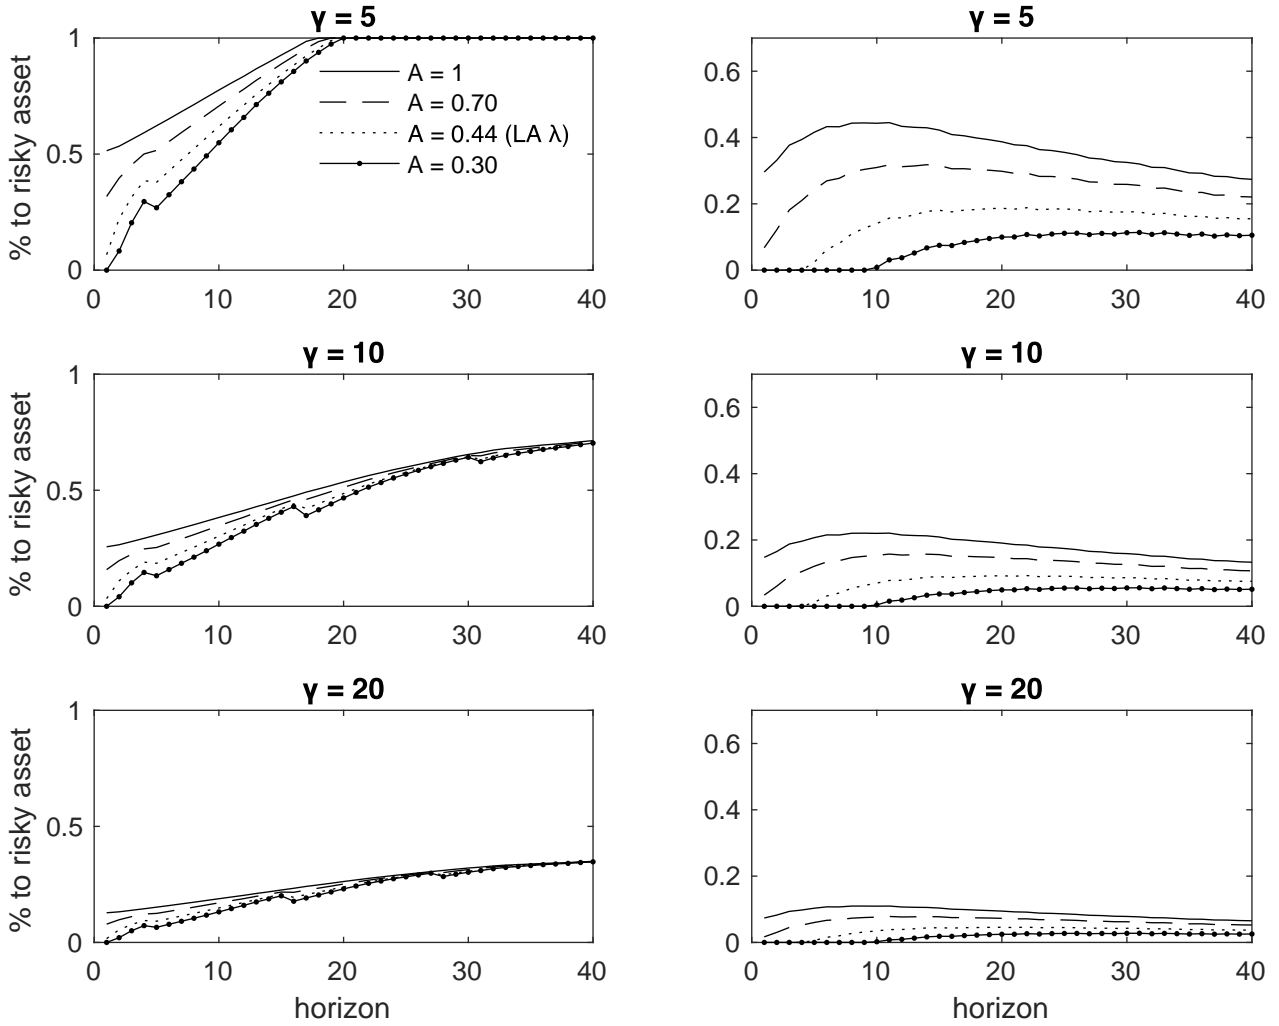 γ = 5
% to risky asset
1
0.5
0
A = 1
A = 0.70
A = 0.44 (LA λ)
A = 0.30
0 10 20 30 40
γ = 5
0.6
0.4
0.2
0
0 10 20 30 40
γ = 10
% to risky asset
1
0.5
0
0 10 20 30 40
γ = 10
0.6
0.4
0.2
0
0 10 20 30 40
γ = 20
% to risky asset
1
0.5
0
0 10 20 30 40
horizon
γ = 20
0.6
0.4
0.2
0
0 10 20 30 40
horizon